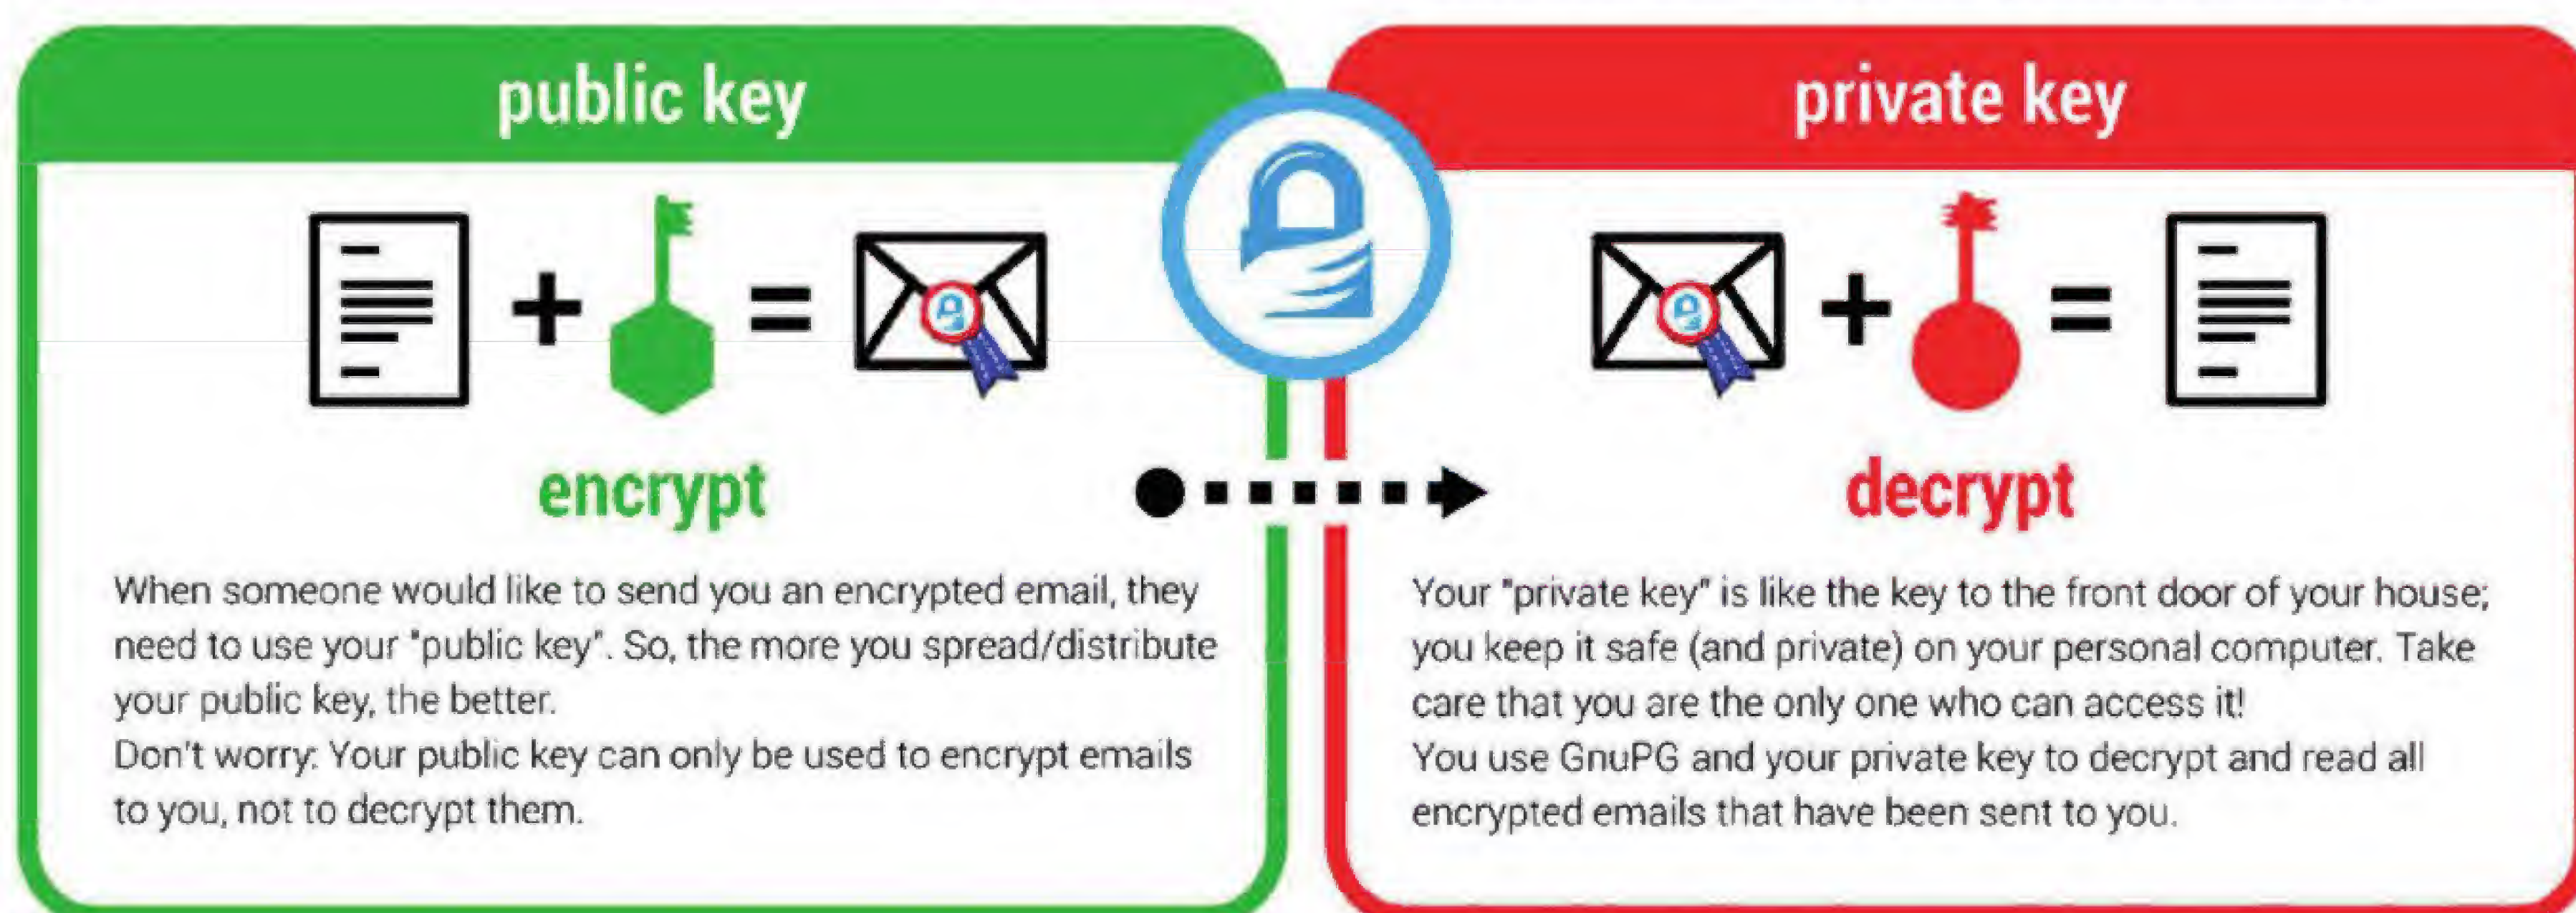 public key
encrypt
When someone would like to send you an encrypted email, they
need to use your "public key". So, the more you spread/distribute
your public key, the better.
Don't worry: Your public key can only be used to encrypt emails
to you, not to decrypt them.
private key
decrypt
Your "private key" is like the key to the front door of your house;
you keep it safe (and private) on your personal computer. Take
care that you are the only one who can access it!
You use GnuPG and your private key to decrypt and read all
encrypted emails that have been sent to you.